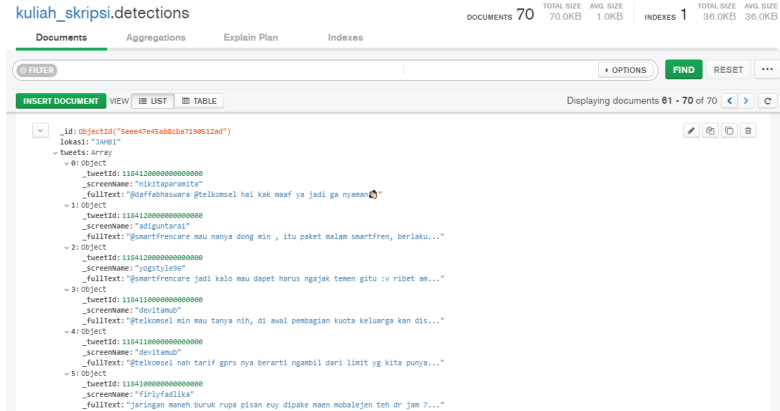 kuliah_skripsi.detections
DOCUMENTS 70 TOTAL SIZE 70.0KB AVG. SIZE 1.0KB INDEXES 1 TOTAL SIZE 36.0KB AVG. SIZE 36.0KB
Documents Aggregations Explain Plan Indexes
FILTER OPTIONS FIND RESET ...
INSERT DOCUMENT VIEW LIST TABLE Displaying documents 61 - 70 of 70
_id: ObjectId("5eee47e45ab8cba7190512ad")
lokasi: "JAMBI"
tweets: Array
0: Object
_tweetId: 1184120000000000000
_screenName: "nikitaparamita"
_fullText: "@daffabhaswara @telkomsel hai kak maaf ya jadi ga nyaman"
1: Object
_tweetId: 1184120000000000000
_screenName: "adiguntara1"
_fullText: "@smartfrencare mau nanya dong min , itu paket malam smartfren, berlaku..."
2: Object
_tweetId: 1184120000000000000
_screenName: "yogstyle96"
_fullText: "@smartfrencare jadi kalo mau dapet harus ngajak temen gitu :v ribet am..."
3: Object
_tweetId: 1184110000000000000
_screenName: "devitamub"
_fullText: "@telkomsel min mau tanya nih, di awal pembagian kuota keluarga kan dis..."
4: Object
_tweetId: 1184110000000000000
_screenName: "devitamub"
_fullText: "@telkomsel nah tarif gprs nya berarti ngambil dari limit yg kita punya..."
5: Object
_tweetId: 1184100000000000000
_screenName: "firlyfadlika"
_fullText: "jaringan maneh buruk rupa pisan euy dipake maen mobalejen teh dr jam 7..."